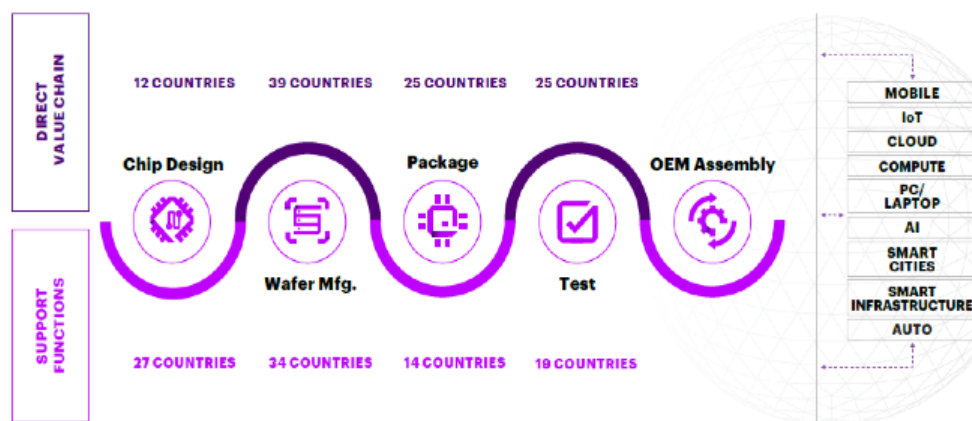 DIRECT
VALUE CHAIN
12 COUNTRIES
39 COUNTRIES
25 COUNTRIES
25 COUNTRIES
Chip Design
Package
OEM Assembly
Wafer Mfg.
Test
SUPPORT
FUNCTIONS
27 COUNTRIES
34 COUNTRIES
14 COUNTRIES
19 COUNTRIES
MOBILE
IoT
CLOUD
COMPUTE
PC/
LAPTOP
AI
SMART
CITIES
SMART
INFRASTRUCTURE
AUTO